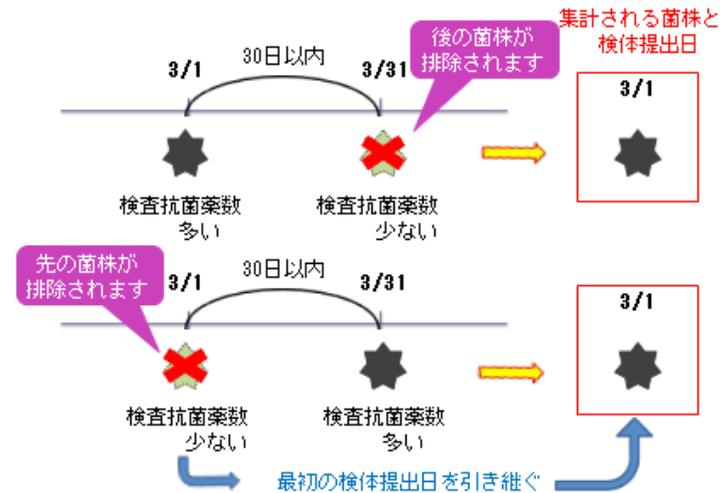 集計される菌株と
検体提出日
後の菌株が
排除されます
30日以内
3/1
3/31
3/1
検査抗菌薬数
多い
検査抗菌薬数
少ない
先の菌株が
排除されます
30日以内
3/1
3/31
3/1
検査抗菌薬数
少ない
検査抗菌薬数
多い
最初の検体提出日を引き継ぐ